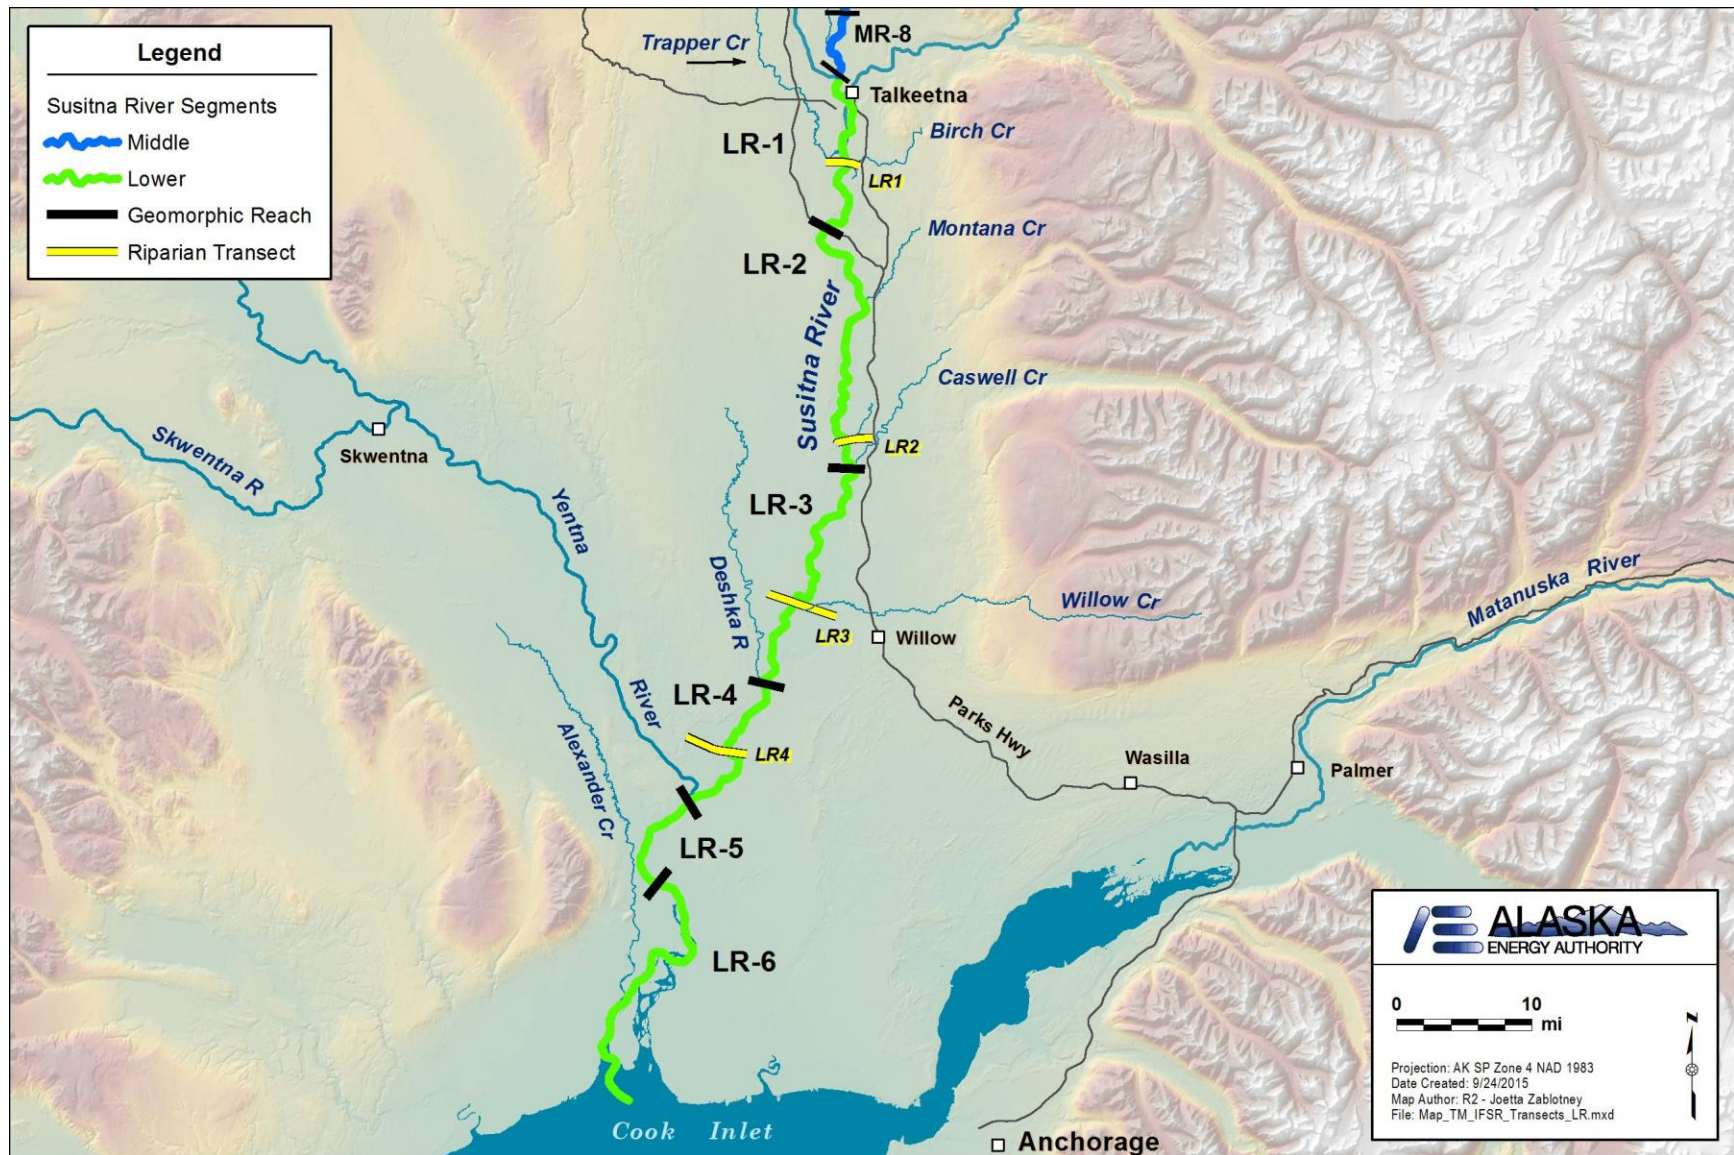 Legend
Susitna River Segments
Middle
Lower
Geomorphic Reach
Riparian Transect
MR-8
Trapper Cr
Talkeetna
Birch Cr
LR-1
LR1
Montana Cr
LR-2
Susitna River
Caswell Cr
LR2
Skwentna R
Skwentna
LR-3
Yentna
River
Deshka R
Willow Cr
LR3
Willow
Matanuska River
LR-4
LR4
Parks Hwy
Alexander Cr
Wasilla
Palmer
LR-5
LR-6
Cook Inlet
Anchorage
ALASKA
ENERGY AUTHORITY
0 10
mi
N
Projection: AK SP Zone 4 NAD 1983
Date Created: 9/24/2015
Map Author: R2 - Joetta Zablotney
File: Map_TM_IFSR_Transects_LR.mxd